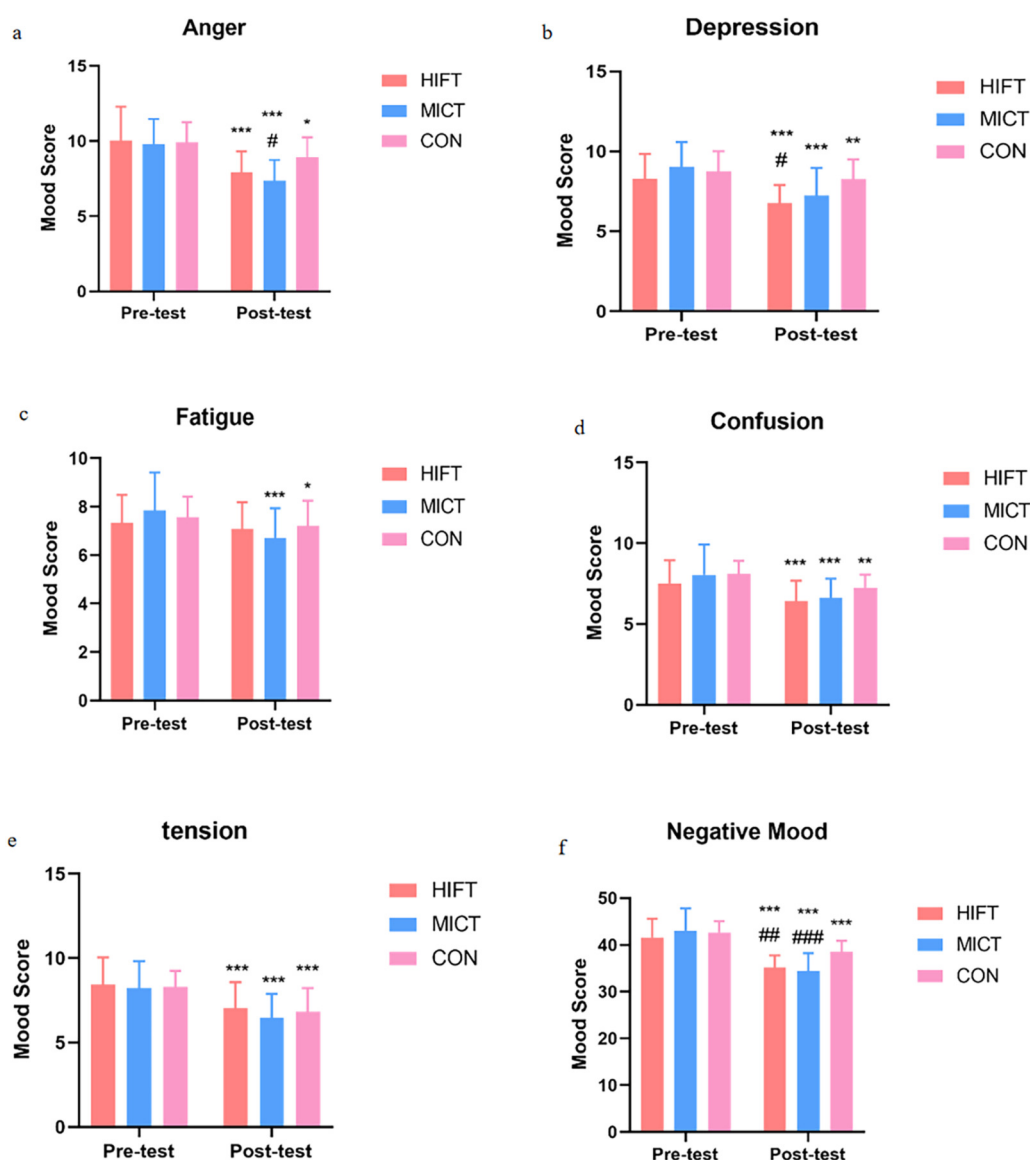 a
Anger
15
10
5
0
Mood Score
*** *** *
#
Pre-test Post-test
HIFT
MICT
CON
b
Depression
15
10
5
0
Mood Score
*** *** **
#
Pre-test Post-test
HIFT
MICT
CON
c
Fatigue
10
8
6
4
2
0
Mood Score
*** *
Pre-test Post-test
HIFT
MICT
CON
d
Confusion
15
10
5
0
Mood Score
*** *** **
Pre-test Post-test
HIFT
MICT
CON
e
tension
15
10
5
0
Mood Score
*** *** ***
Pre-test Post-test
HIFT
MICT
CON
f
Negative Mood
50
40
30
20
10
0
Mood Score
*** *** ***
## ###
Pre-test Post-test
HIFT
MICT
CON